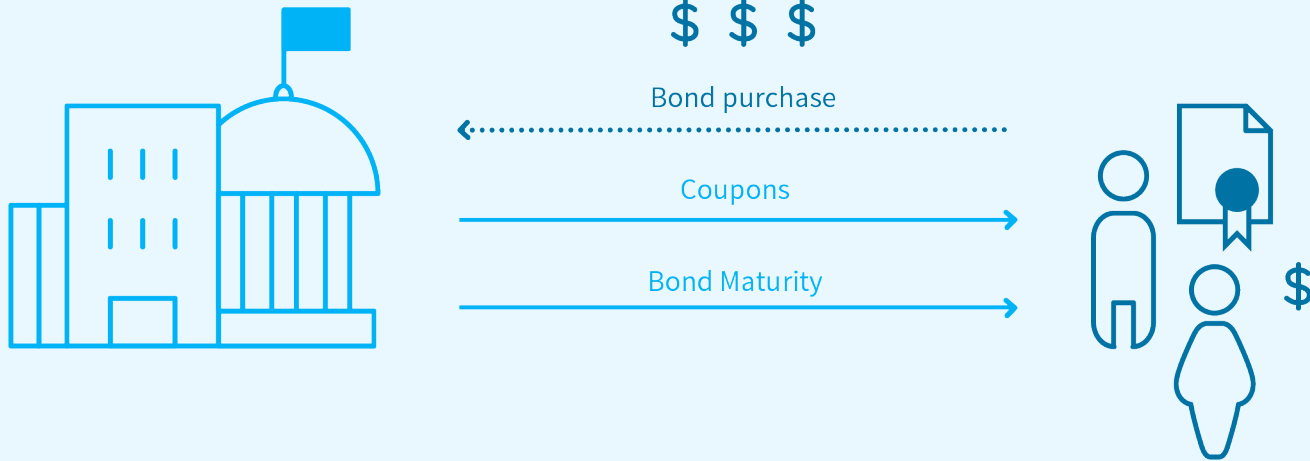 $ $ $
Bond purchase
Coupons
Bond Maturity
$